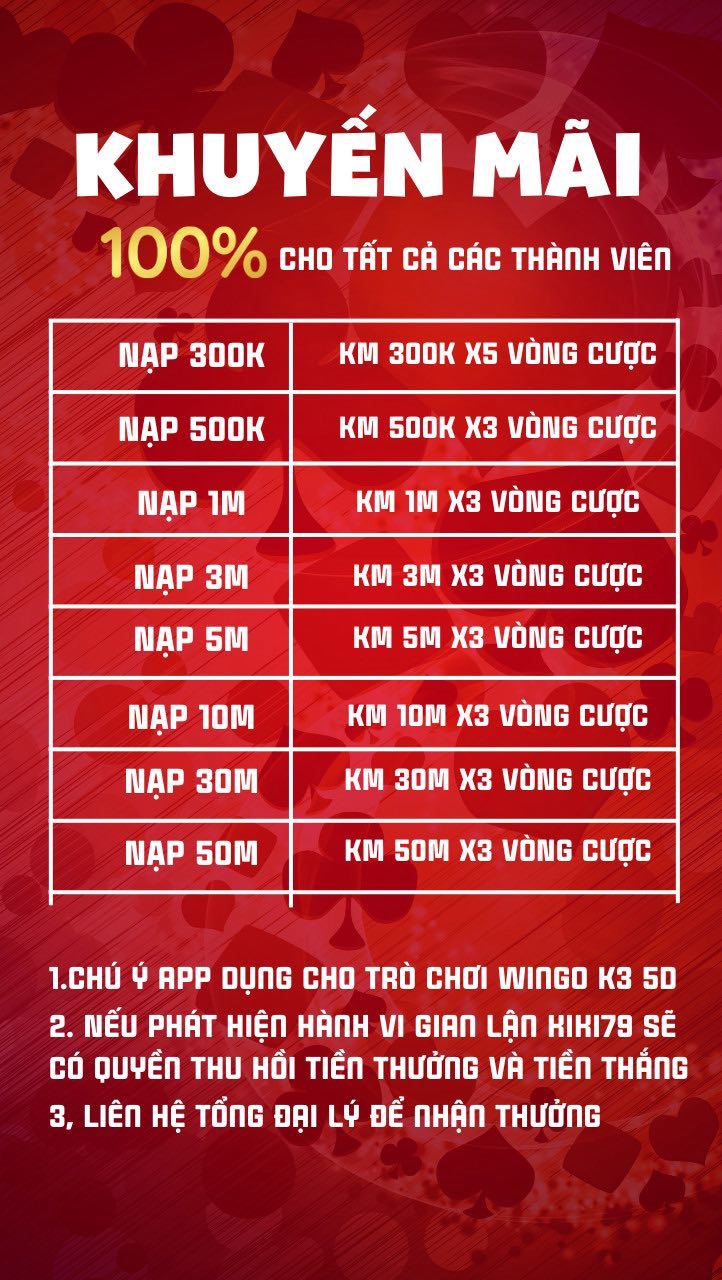 KHUYẾN MÃI
100% CHO TẤT CẢ CÁC THÀNH VIÊN
NẠP 300K KM 300K X5 VÒNG CƯỢC
NẠP 500K KM 500K X3 VÒNG CƯỢC
NẠP 1M KM 1M X3 VÒNG CƯỢC
NẠP 3M KM 3M X3 VÒNG CƯỢC
NẠP 5M KM 5M X3 VÒNG CƯỢC
NẠP 10M KM 10M X3 VÒNG CƯỢC
NẠP 30M KM 30M X3 VÒNG CƯỢC
NẠP 50M KM 50M X3 VÒNG CƯỢC
1.CHÚ Ý APP DỤNG CHO TRÒ CHƠI WINGO K3 5D
2. NẾU PHÁT HIỆN HÀNH VI GIAN LẬN KIKI79 SẼ
CÓ QUYỀN THU HỒI TIỀN THƯỞNG VÀ TIỀN THẮNG
3, LIÊN HỆ TỔNG ĐẠI LÝ ĐỂ NHẬN THƯỞNG